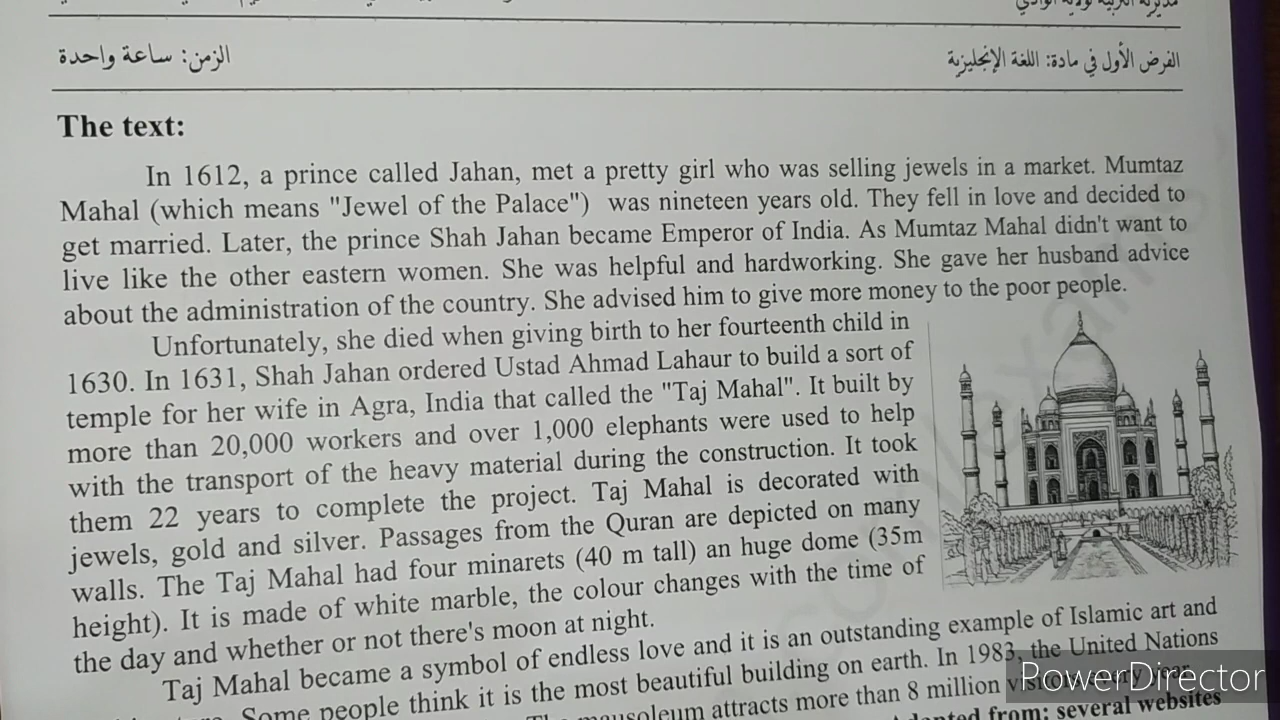 مديرية التربية لولاية الوادي
الفرض الأول في مادة: اللغة الإنجليزية الزمن: ساعة واحدة
The text:
In 1612, a prince called Jahan, met a pretty girl who was selling jewels in a market. Mumtaz
Mahal (which means "Jewel of the Palace") was nineteen years old. They fell in love and decided to
get married. Later, the prince Shah Jahan became Emperor of India. As Mumtaz Mahal didn't want to
live like the other eastern women. She was helpful and hardworking. She gave her husband advice
about the administration of the country. She advised him to give more money to the poor people.
Unfortunately, she died when giving birth to her fourteenth child in
1630. In 1631, Shah Jahan ordered Ustad Ahmad Lahaur to build a sort of
temple for her wife in Agra, India that called the "Taj Mahal". It built by
more than 20,000 workers and over 1,000 elephants were used to help
with the transport of the heavy material during the construction. It took
them 22 years to complete the project. Taj Mahal is decorated with
jewels, gold and silver. Passages from the Quran are depicted on many
walls. The Taj Mahal had four minarets (40 m tall) an huge dome (35m
height). It is made of white marble, the colour changes with the time of
the day and whether or not there's moon at night.
Taj Mahal became a symbol of endless love and it is an outstanding example of Islamic art and
Some people think it is the most beautiful building on earth. In 1983, the United Nations
mausoleum attracts more than 8 million
from: several websites
PowerDirector